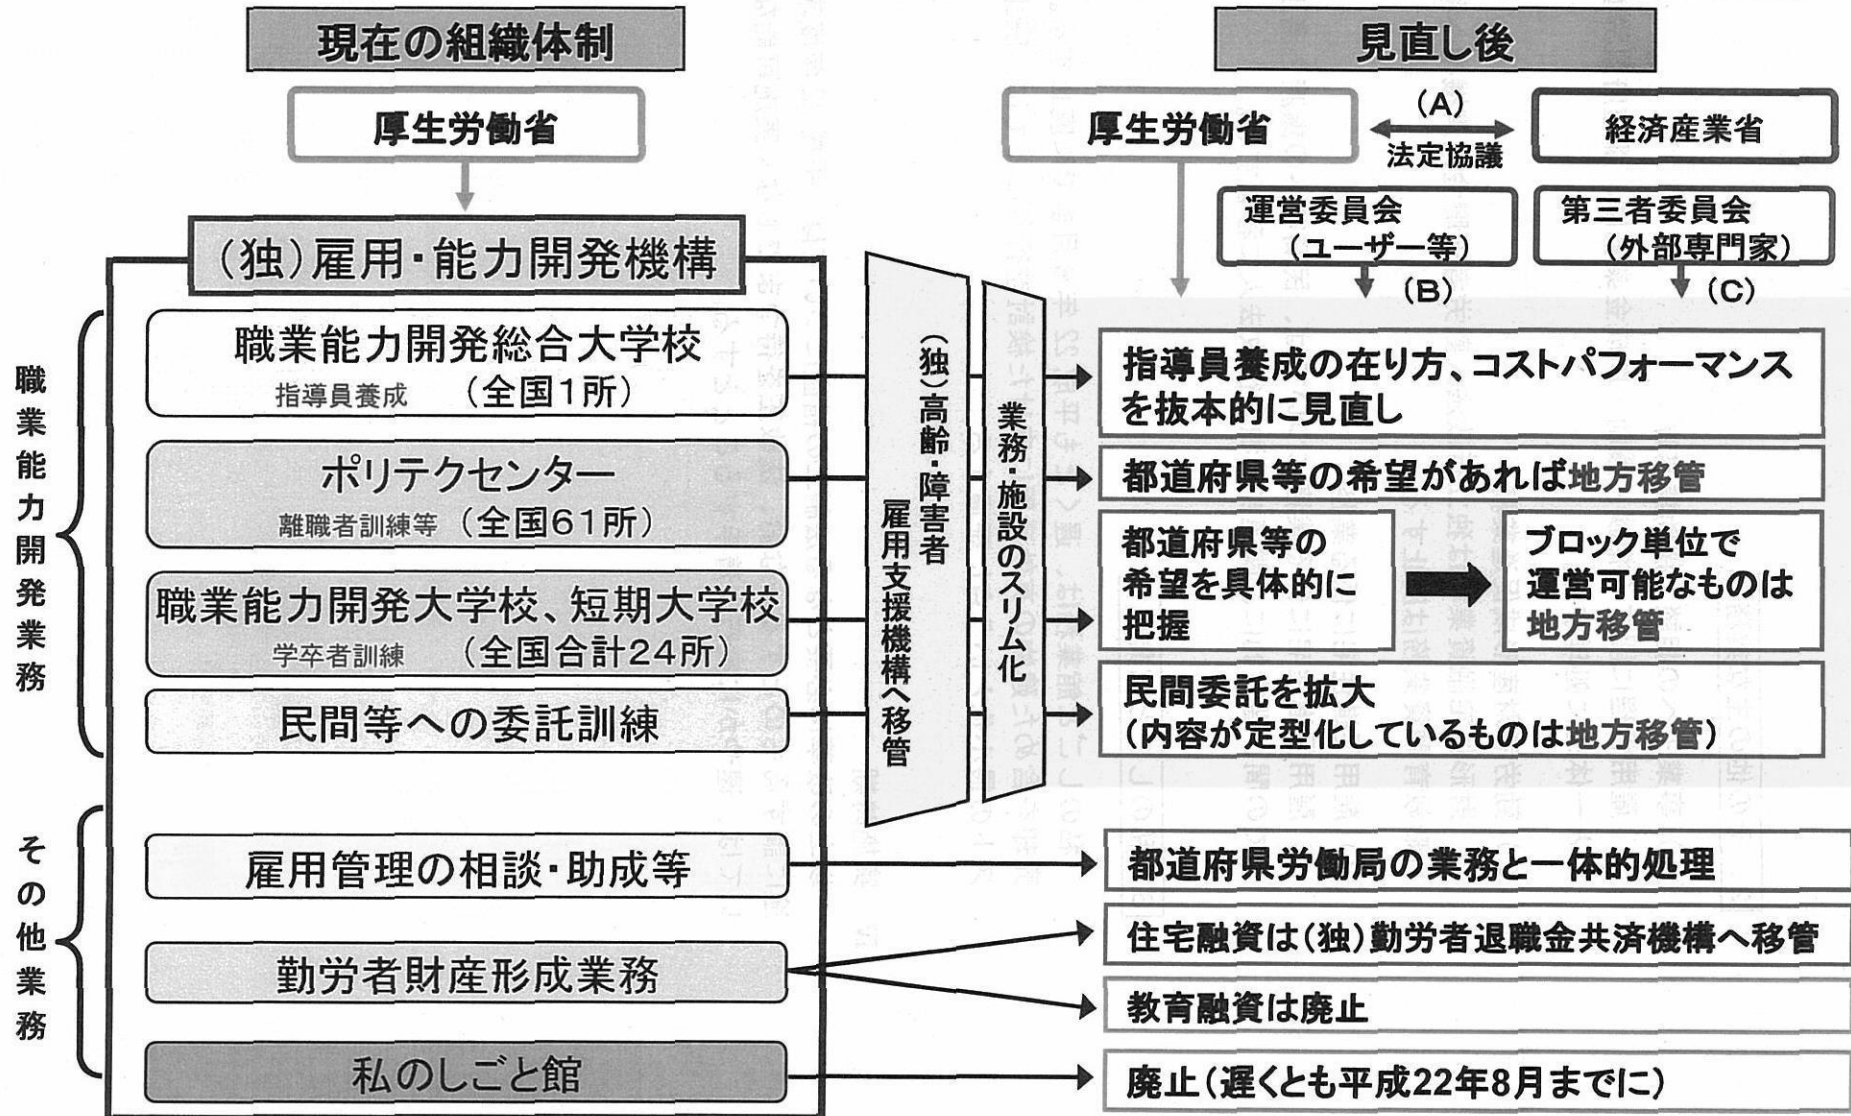 現在の組織体制
厚生労働省
(独)雇用・能力開発機構
職業能力開発業務
職業能力開発総合大学校
指導員養成 (全国1所)
ポリテクセンター
離職者訓練等 (全国61所)
職業能力開発大学校、短期大学校
学卒者訓練 (全国合計24所)
民間等への委託訓練
その他業務
雇用管理の相談・助成等
勤労者財産形成業務
私のしごと館
(独)高齢・障害者
雇用支援機構へ移管
業務・施設のスリム化
見直し後
厚生労働省
(A)
法定協議
経済産業省
運営委員会
(ユーザー等)
(B)
第三者委員会
(外部専門家)
(C)
指導員養成の在り方、コストパフォーマンス
を抜本的に見直し
都道府県等の希望があれば地方移管
都道府県等の
希望を具体的に
把握
ブロック単位で
運営可能なものは
地方移管
民間委託を拡大
(内容が定型化しているものは地方移管)
都道府県労働局の業務と一体的処理
住宅融資は(独)勤労者退職金共済機構へ移管
教育融資は廃止
廃止(遅くとも平成22年8月までに)